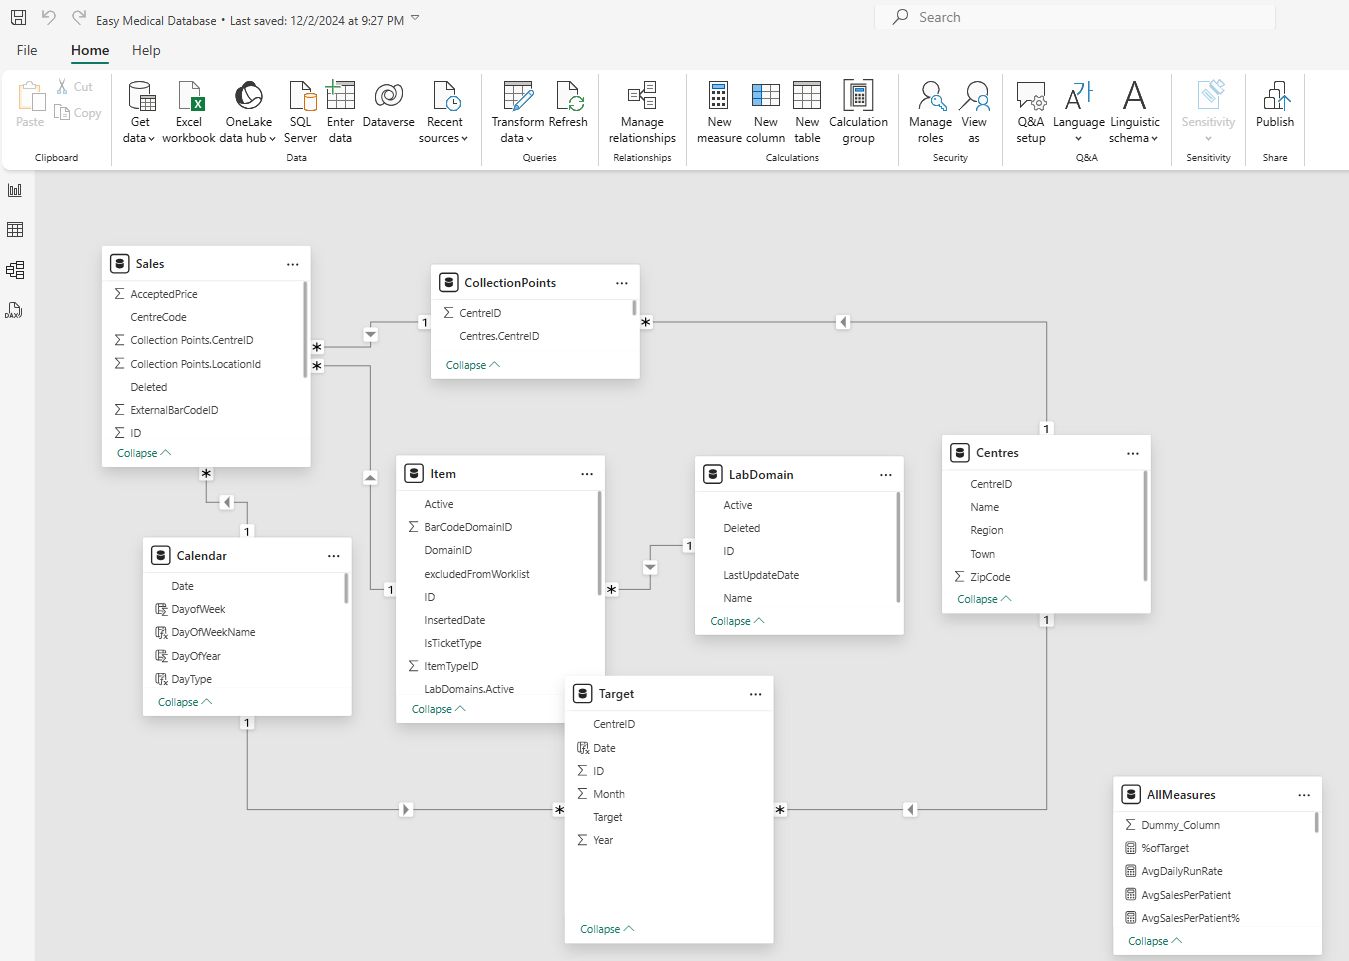 Easy Medical Database • Last saved: 12/2/2024 at 9:27 PM
Search
File
Home
Help
Paste
Cut
Copy
Clipboard
Get data
Excel workbook
OneLake data hub
SQL Server
Enter data
Dataverse
Recent sources
Data
Transform data
Refresh
Queries
Manage relationships
Relationships
New measure
New column
New table
Calculation group
Calculations
Manage roles
View as
Security
Q&A setup
Language
Linguistic schema
Q&A
Sensitivity
Sensitivity
Publish
Share
DAX
Sales
AcceptedPrice
CentreCode
Collection Points.CentreID
Collection Points.LocationId
Deleted
ExternalBarCodeID
ID
Collapse
CollectionPoints
CentreID
Centres.CentreID
Collapse
1
*
*
*
1
Centres
CentreID
Name
Region
Town
ZipCode
Collapse
1
Item
Active
BarCodeDomainID
DomainID
excludedFromWorklist
ID
InsertedDate
IsTicketType
ItemTypeID
LabDomains.Active
Collapse
1
*
LabDomain
Active
Deleted
ID
LastUpdateDate
Name
Collapse
1
*
1
Calendar
Date
DayofWeek
DayOfWeekName
DayOfYear
DayType
Collapse
1
*
*
Target
CentreID
Date
ID
Month
Target
Year
Collapse
AllMeasures
Dummy_Column
%ofTarget
AvgDailyRunRate
AvgSalesPerPatient
AvgSalesPerPatient%
Collapse